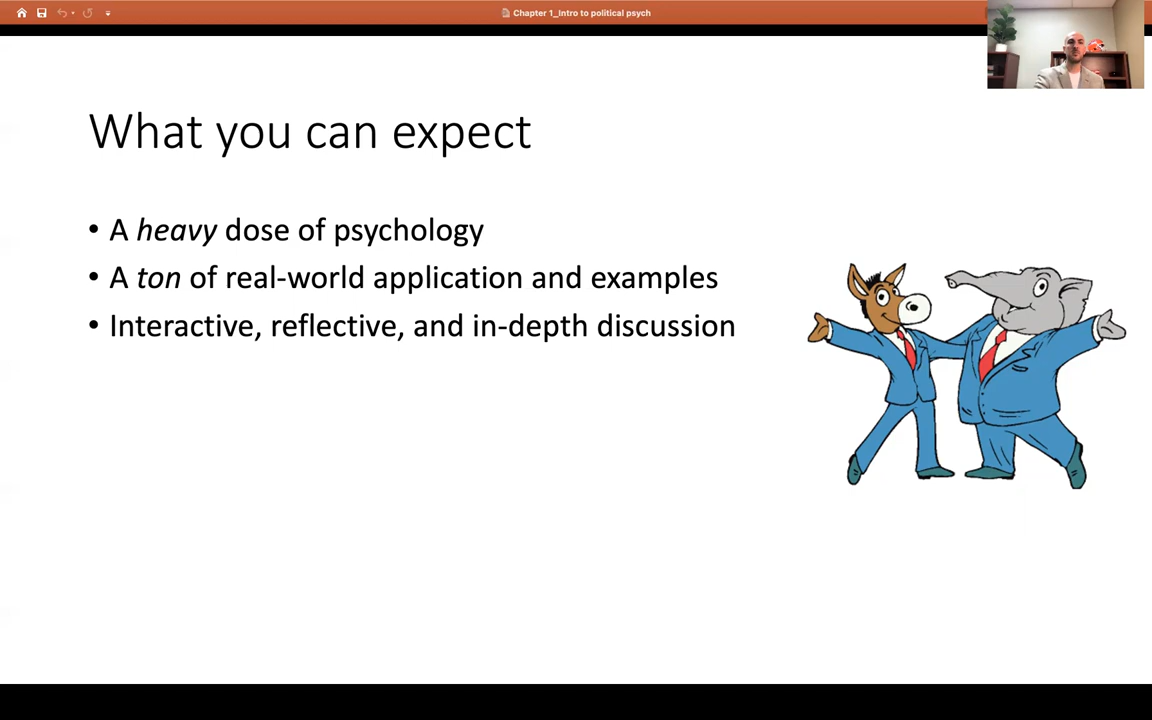 Chapter 1_Intro to political psych
What you can expect
• A heavy dose of psychology
• A ton of real-world application and examples
• Interactive, reflective, and in-depth discussion